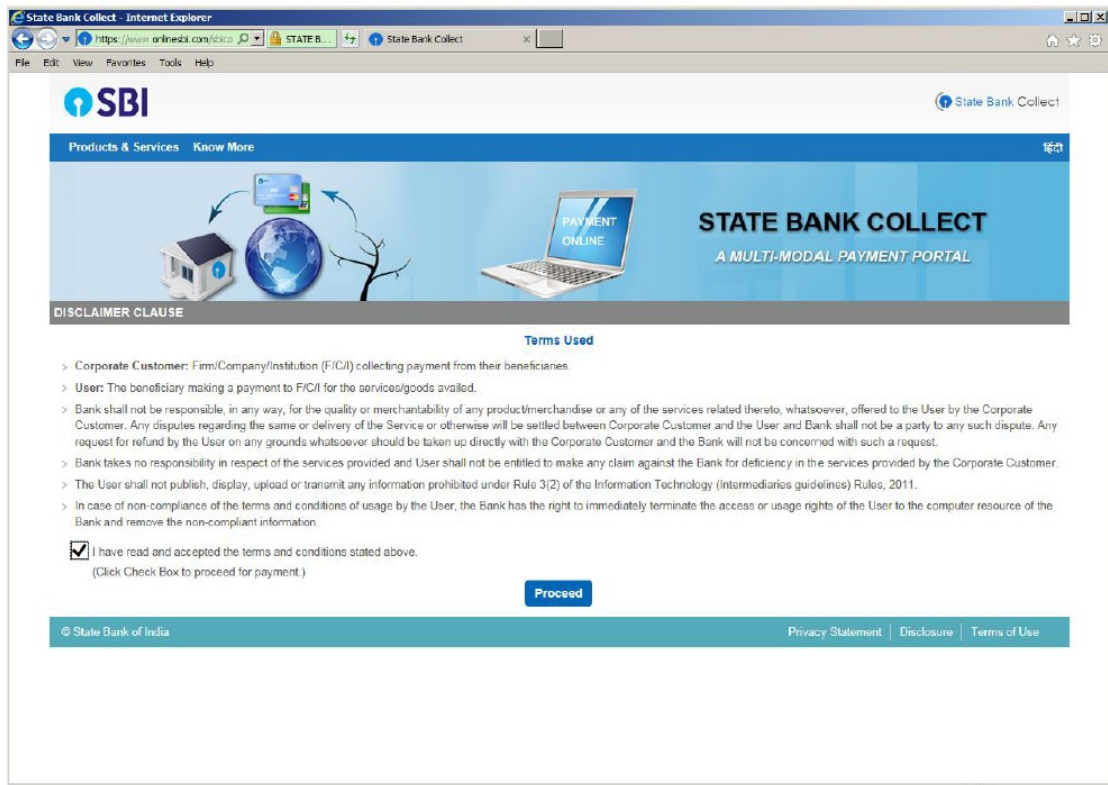 State Bank Collect - Internet Explorer
https://www.onlinesbi.com/sbico STATE B... State Bank Collect
File Edit View Favorites Tools Help
SBI
State Bank Collect
Products & Services Know More हिंदी
PAYMENT
ONLINE
STATE BANK COLLECT
A MULTI-MODAL PAYMENT PORTAL
DISCLAIMER CLAUSE
Terms Used
> Corporate Customer: Firm/Company/Institution (F/C/I) collecting payment from their beneficiaries.
> User: The beneficiary making a payment to F/C/I for the services/goods availed.
> Bank shall not be responsible, in any way, for the quality or merchantability of any product/merchandise or any of the services related thereto, whatsoever, offered to the User by the Corporate
Customer. Any disputes regarding the same or delivery of the Service or otherwise will be settled between Corporate Customer and the User and Bank shall not be a party to any such dispute. Any
request for refund by the User on any grounds whatsoever should be taken up directly with the Corporate Customer and the Bank will not be concerned with such a request.
> Bank takes no responsibility in respect of the services provided and User shall not be entitled to make any claim against the Bank for deficiency in the services provided by the Corporate Customer.
> The User shall not publish, display, upload or transmit any information prohibited under Rule 3(2) of the Information Technology (Intermediaries guidelines) Rules, 2011.
> In case of non-compliance of the terms and conditions of usage by the User, the Bank has the right to immediately terminate the access or usage rights of the User to the computer resource of the
Bank and remove the non-compliant information.
I have read and accepted the terms and conditions stated above.
(Click Check Box to proceed for payment.)
Proceed
© State Bank of India Privacy Statement | Disclosure | Terms of Use